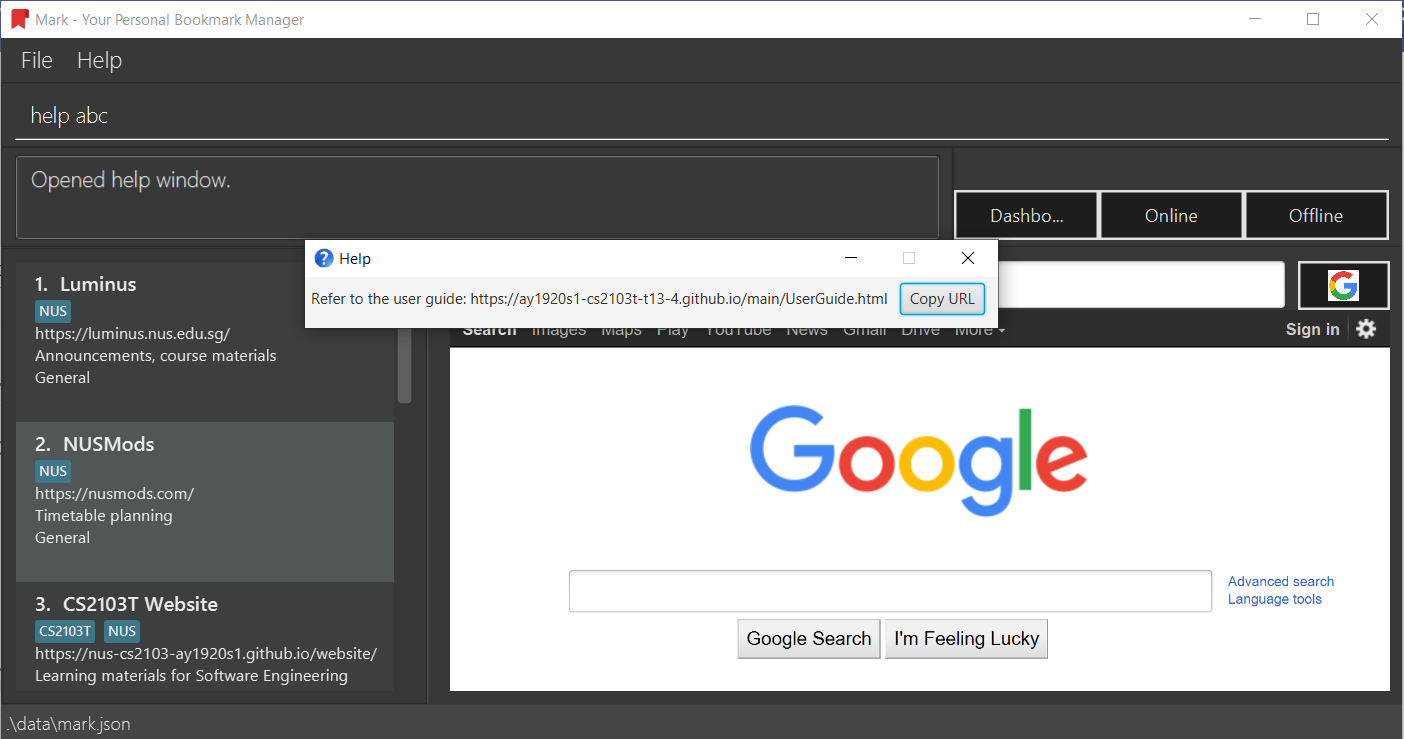 Mark - Your Personal Bookmark Manager
File Help
help abc
Opened help window.
Dashbo... Online Offline
Help
Refer to the user guide: https://ay1920s1-cs2103t-t13-4.github.io/main/UserGuide.html Copy URL
1. Luminus
NUS
https://luminus.nus.edu.sg/
Announcements, course materials
General
2. NUSMods
NUS
https://nusmods.com/
Timetable planning
General
3. CS2103T Website
CS2103T NUS
https://nus-cs2103-ay1920s1.github.io/website/
Learning materials for Software Engineering
G
Search Images Maps Play YouTube News Gmail Drive More
Sign in
Google
Advanced search
Language tools
Google Search I'm Feeling Lucky
.\data\mark.json